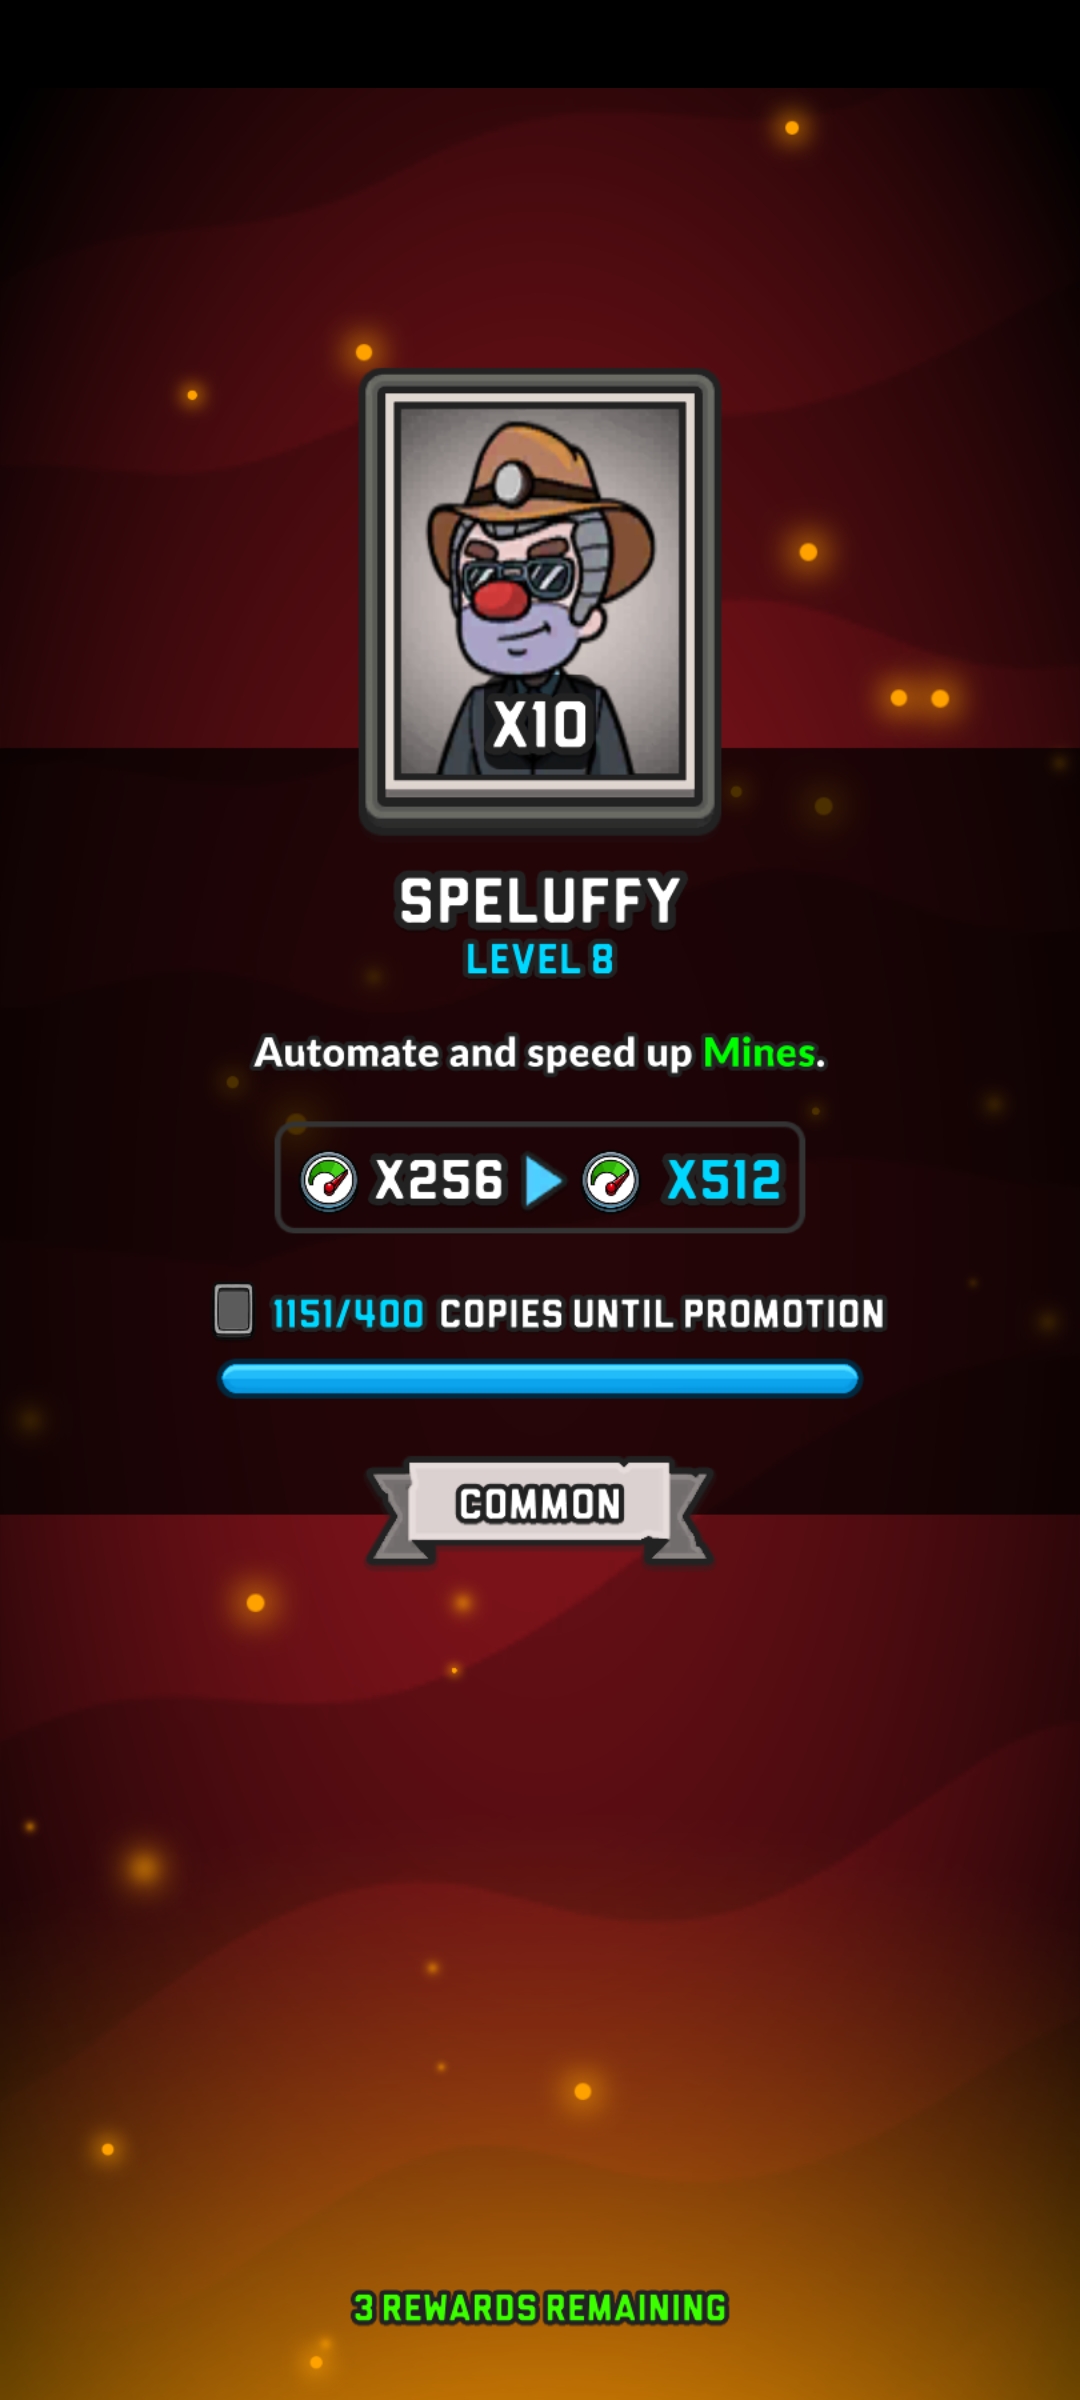 X10
SPELUFFY
LEVEL 8
Automate and speed up Mines.
X256 X512
1151/400 COPIES UNTIL PROMOTION
COMMON
3 REWARDS REMAINING